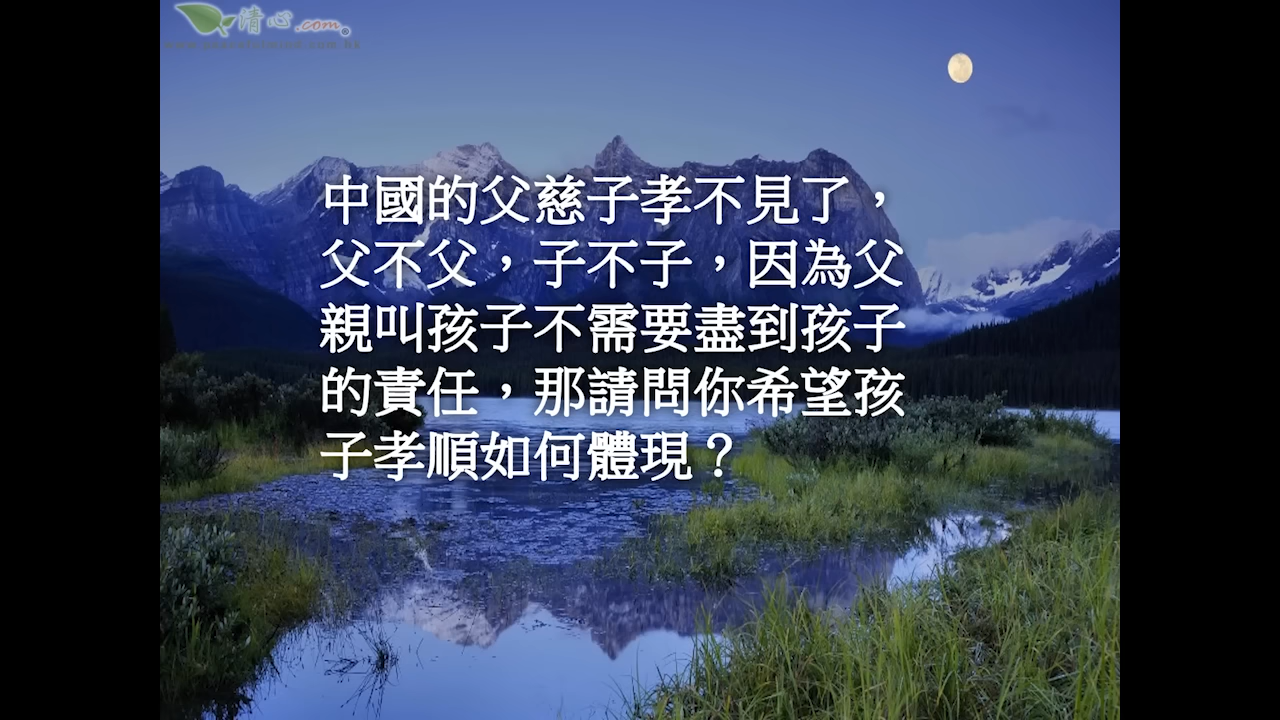 清心.com
中國的父慈子孝不見了，
父不父，子不子，因為父
親叫孩子不需要盡到孩子
的責任，那請問你希望孩
子孝順如何體現？